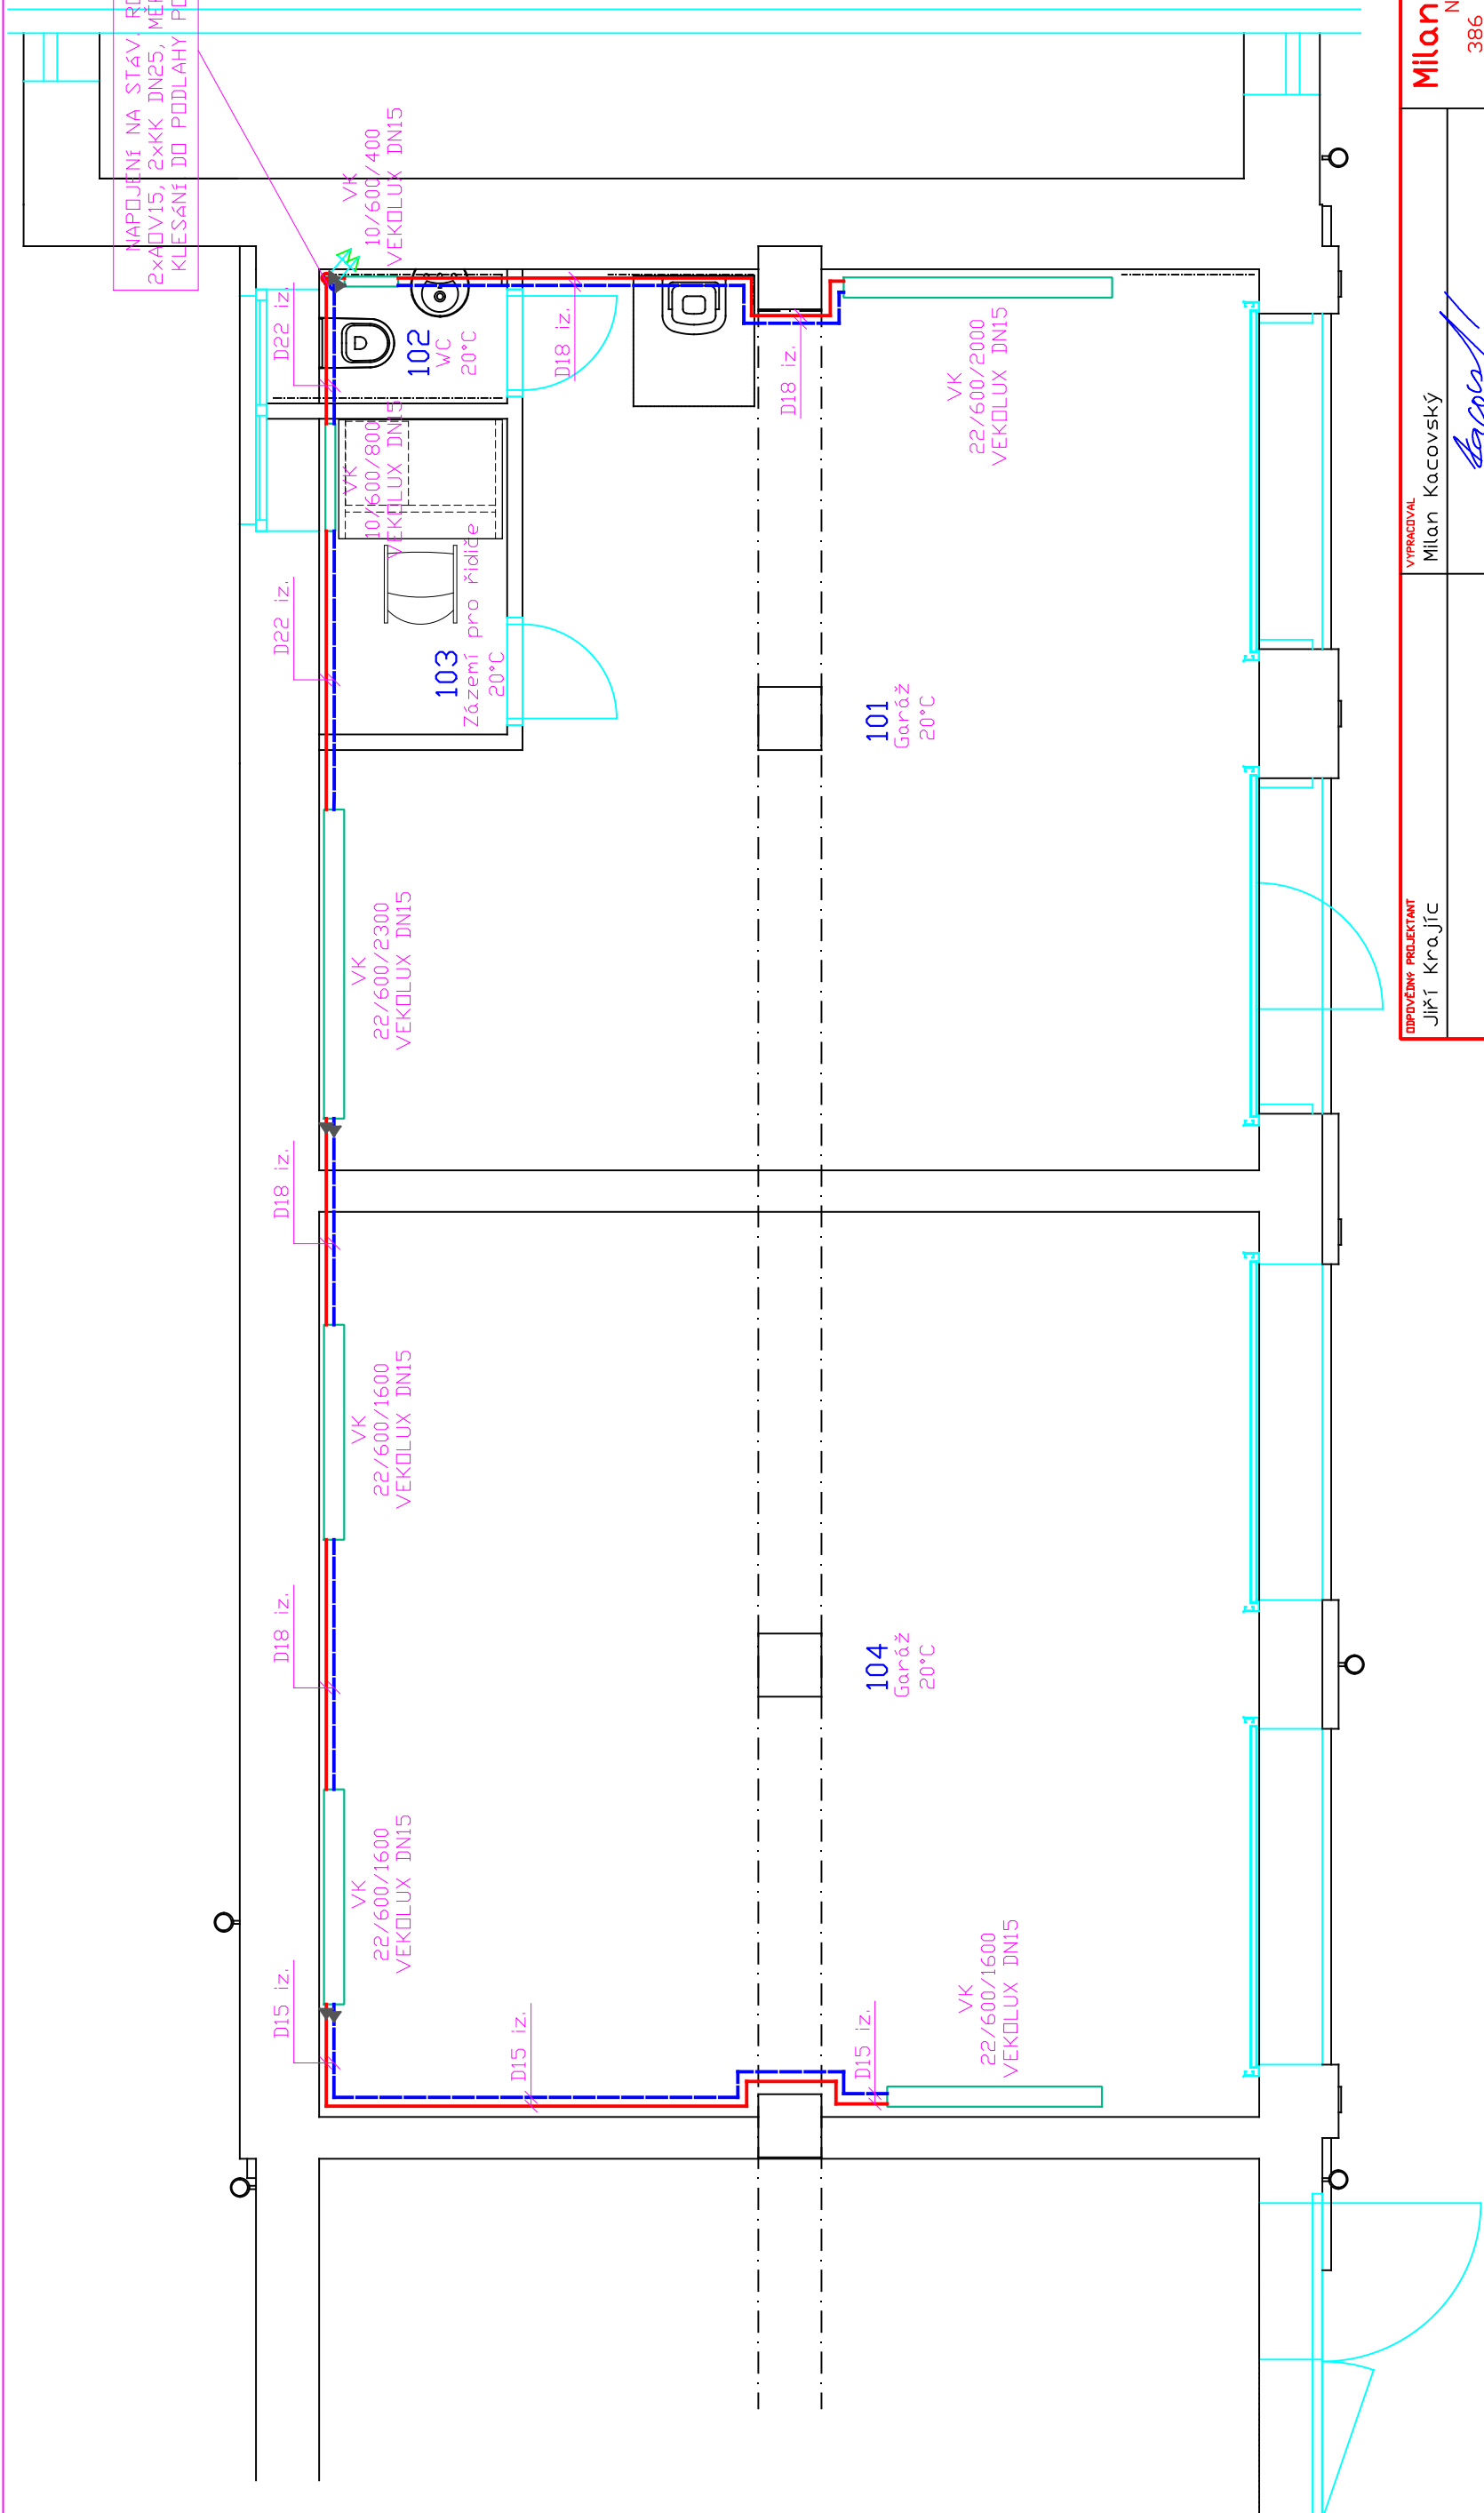 NAPOJENÍ NA STÁV.
2xAOV15, 2xKK DN25,
KLESÁNÍ DO PODLAHY
VK
10/600/400
VEKOLUX DN15
D22 iz.
102
WC
20°C
D18 iz.
D18 iz.
VK
22/600/2000
VEKOLUX DN15
VK
10/600/800
VEKOLUX DN15
D22 iz.
103
Zázemí pro řidiče
20°C
101
Garáž
20°C
VK
22/600/2300
VEKOLUX DN15
D18 iz.
VK
22/600/1600
VEKOLUX DN15
D18 iz.
104
Garáž
20°C
VK
22/600/1600
VEKOLUX DN15
D15 iz.
D15 iz.
D15 iz.
VK
22/600/1600
VEKOLUX DN15
ODPOVĚDNÝ PROJEKTANT
Jiří Krajíc
VYPRACOVAL
Milan Kacovský
Milan
N
386